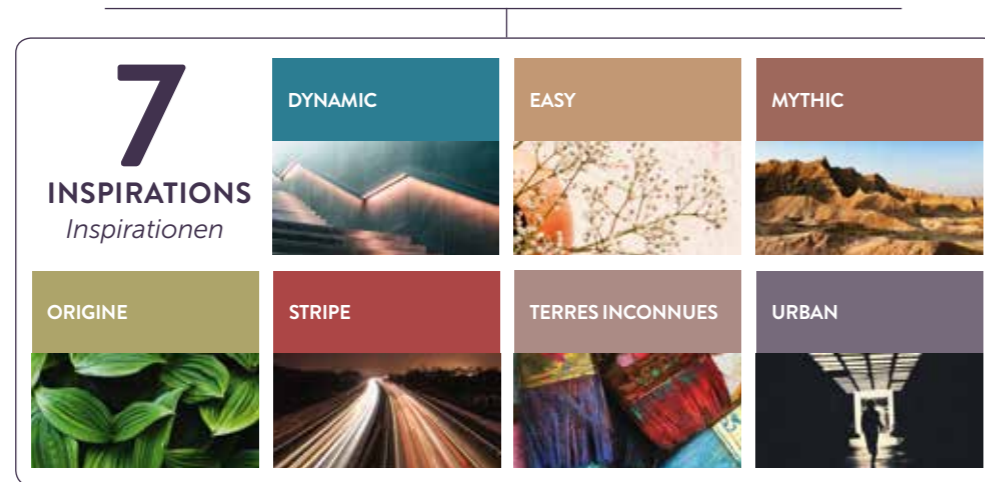 7
INSPIRATIONS
Inspirationen
DYNAMIC
EASY
MYTHIC
ORIGINE
STRIPE
TERRES INCONNUES
URBAN